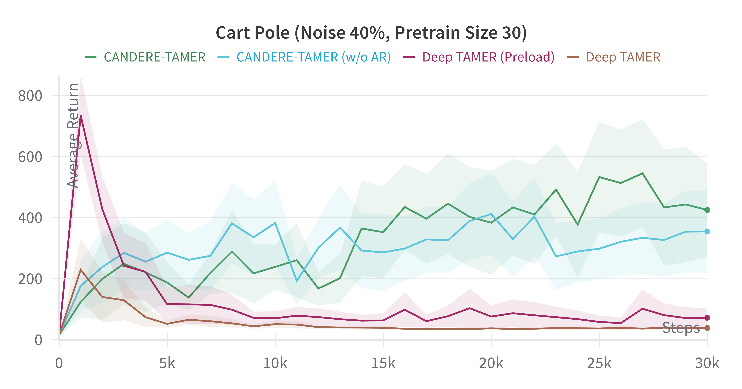 Cart Pole (Noise 40%, Pretrain Size 30)
CANDERE-TAMER CANDERE-TAMER (w/o AR) Deep TAMER (Preload) Deep TAMER
Average Return
800
600
400
200
0
Steps
0 5k 10k 15k 20k 25k 30k